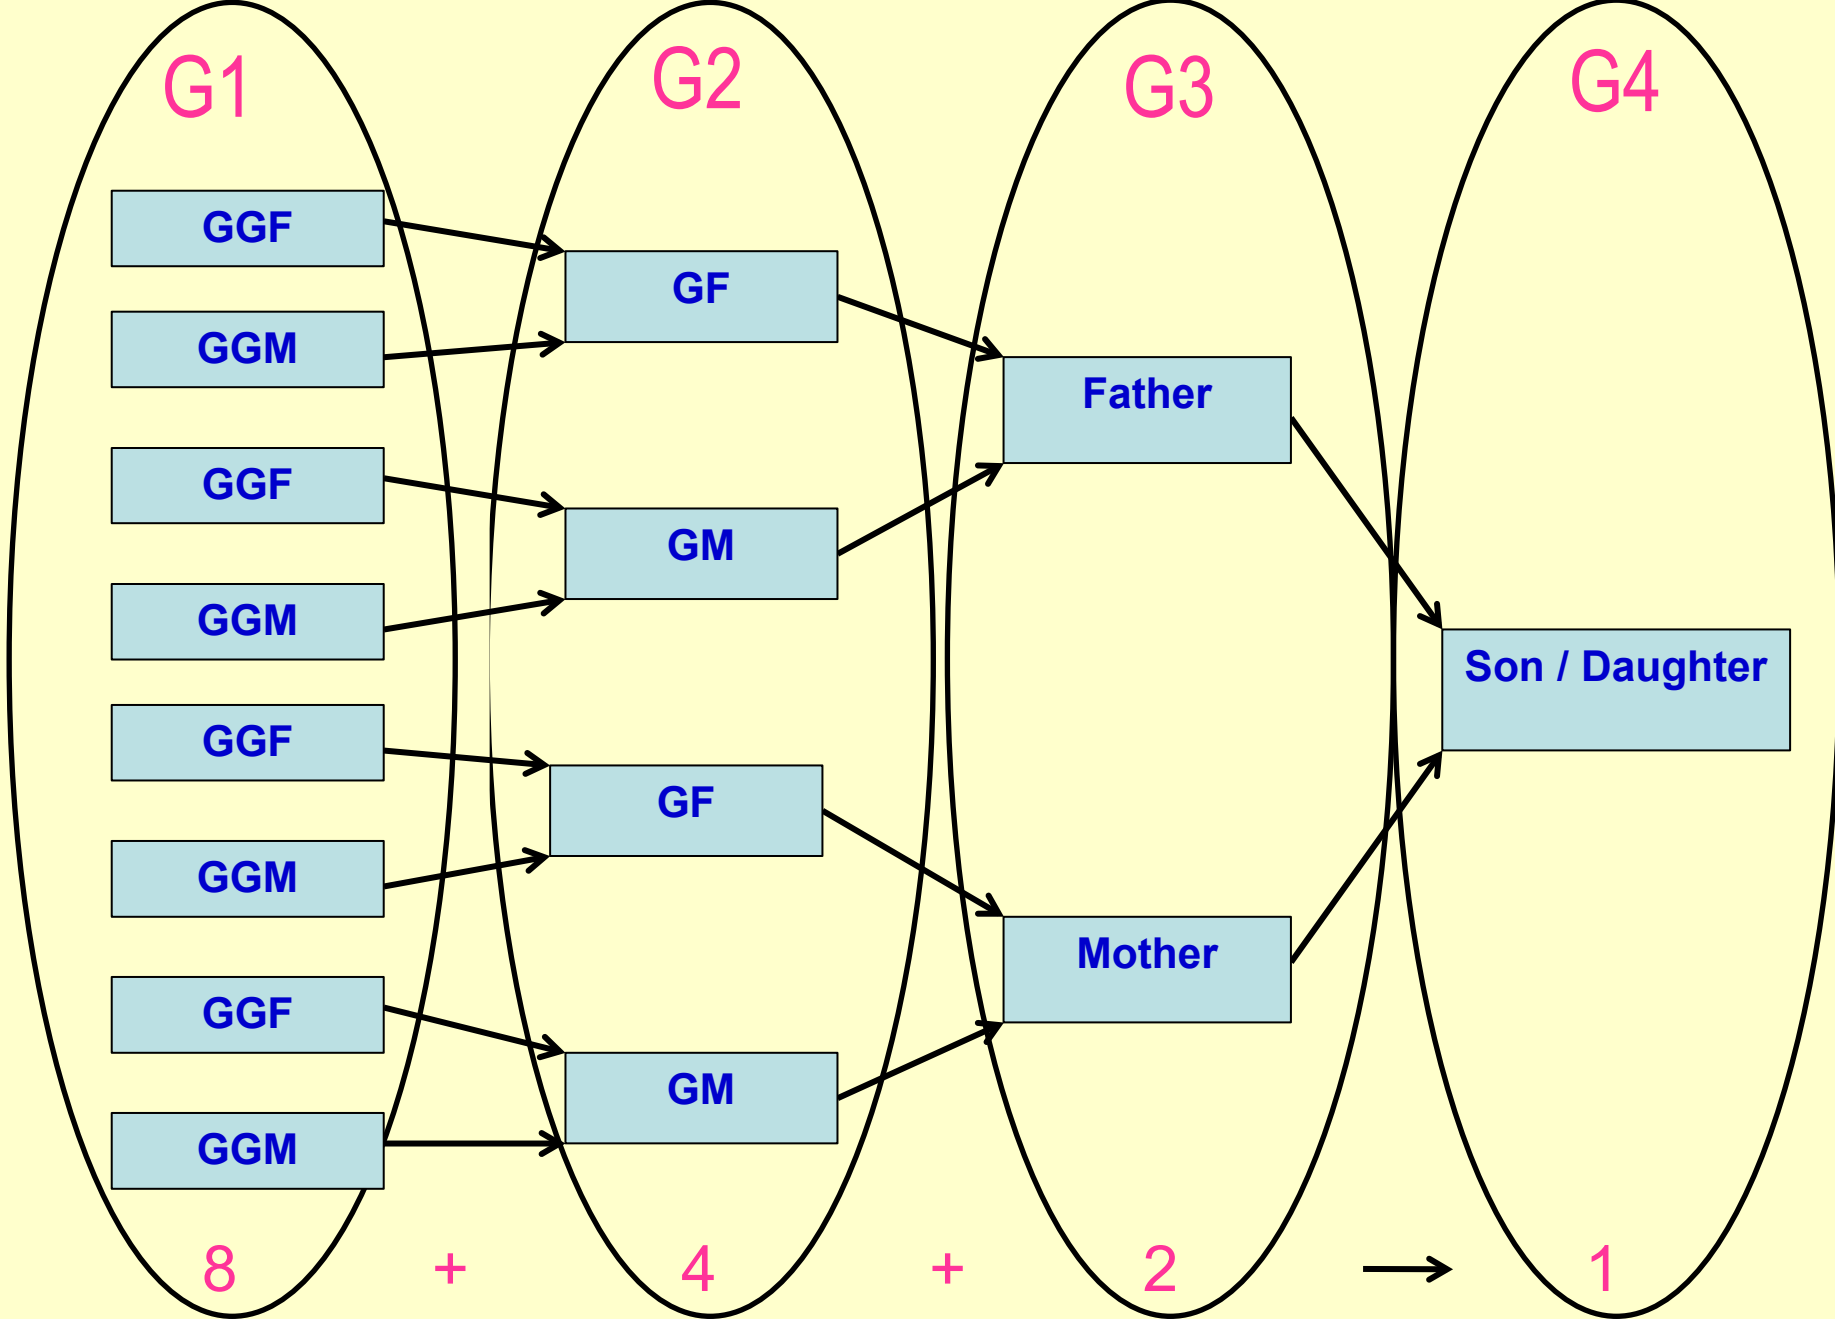 G1
G2
G3
G4
GGF
GGM
GGF
GGM
GGF
GGM
GGF
GGM
GF
GM
GF
GM
Father
Mother
Son / Daughter
8 + 4 + 2 → 1